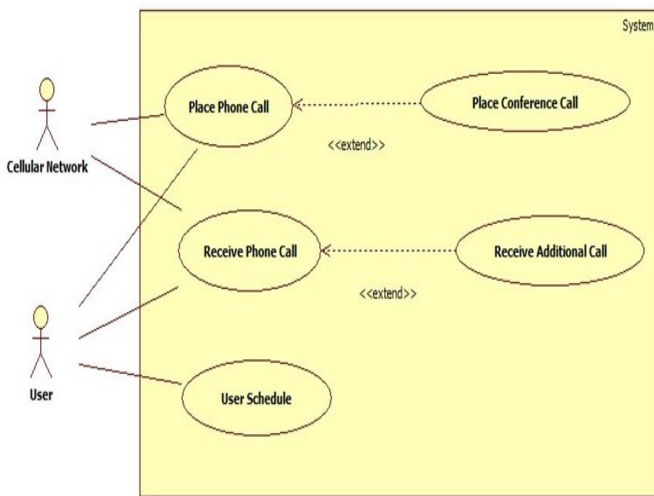 System
Place Phone Call
Place Conference Call
<<extend>>
Cellular Network
Receive Phone Call
Receive Additional Call
<<extend>>
User
User Schedule